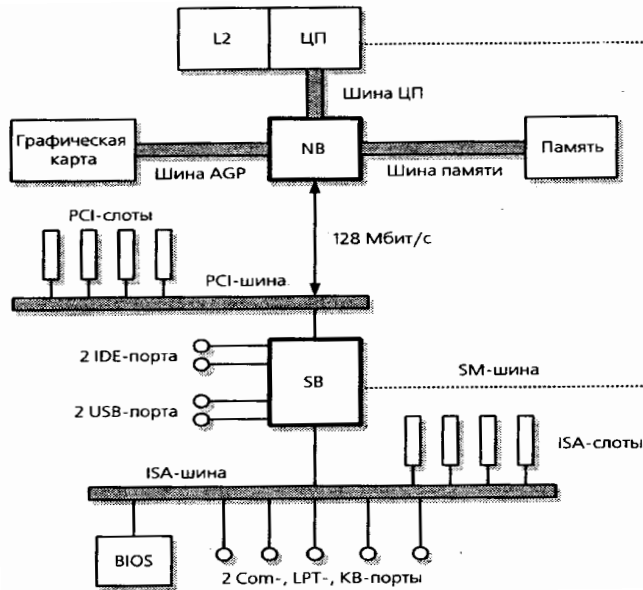 L2
ЦП
Шина ЦП
Графическая
карта
NB
Память
Шина AGP
Шина памяти
PCI-слоты
128 Мбит/с
PCI-шина
2 IDE-порта
SB
SM-шина
2 USB-порта
ISA-слоты
ISA-шина
BIOS
2 Com-, LPT-, KB-порты